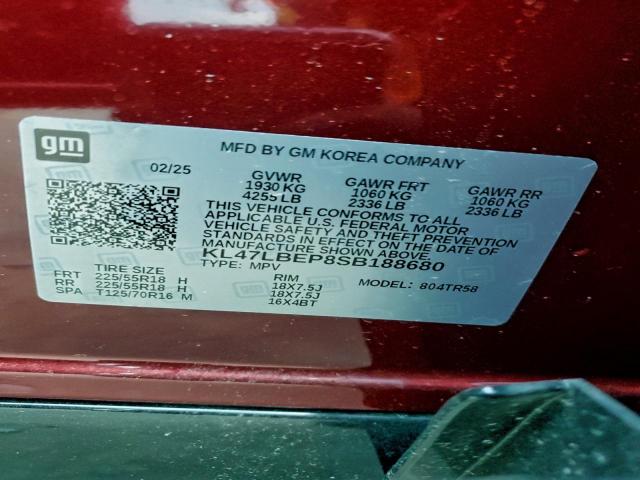 gm
MFD BY GM KOREA COMPANY
02/25
GVWR GAWR FRT GAWR RR
1930 KG 1060 KG 1060 KG
4255 LB 2336 LB 2336 LB
THIS VEHICLE CONFORMS TO ALL
APPLICABLE U.S. FEDERAL MOTOR
VEHICLE SAFETY AND THEFT PREVENTION
STANDARDS IN EFFECT ON THE DATE OF
MANUFACTURE SHOWN ABOVE.
KL47LBEP8SB188680
TYPE: MPV
TIRE SIZE RIM MODEL: 804TR58
FRT 225/55R18 H 18X7.5J
RR 225/55R18 H 18X7.5J
SPA T125/70R16 M 16X4BT